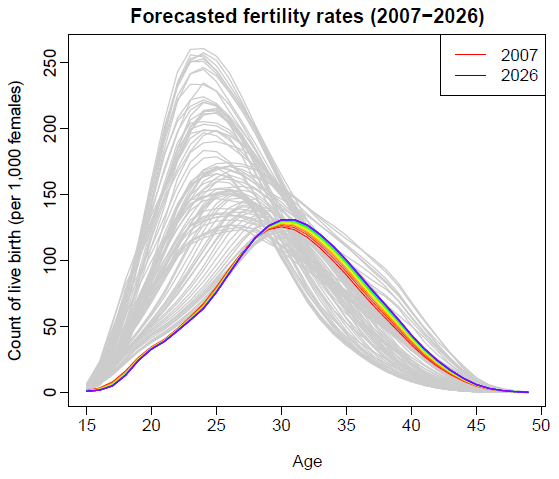 Forecasted fertility rates (2007−2026)
2007
2026
Count of live birth (per 1,000 females)
250
200
150
100
50
0
15 20 25 30 35 40 45 50
Age